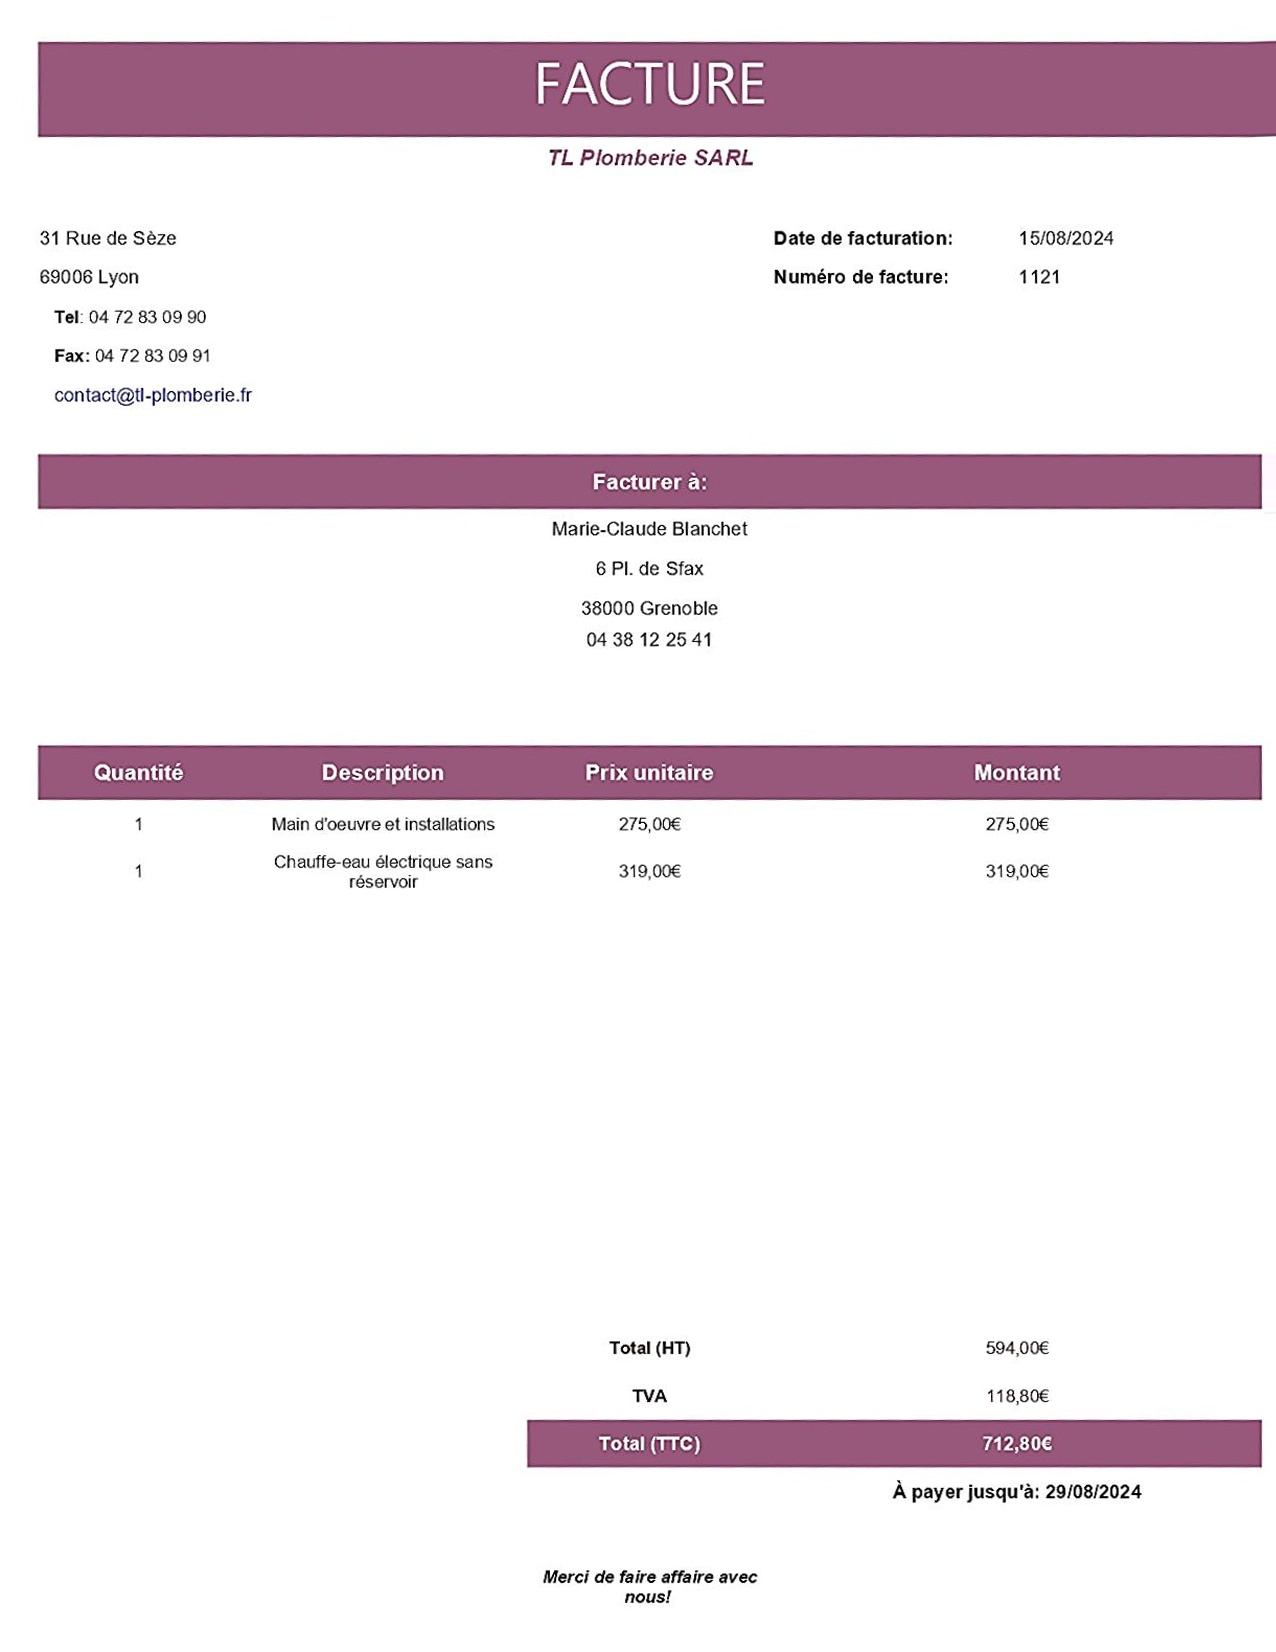 FACTURE
TL Plomberie SARL
31 Rue de Sèze
Date de facturation: 15/08/2024
69006 Lyon
Numéro de facture: 1121
Tel: 04 72 83 09 90
Fax: 04 72 83 09 91
contact@tl-plomberie.fr
Facturer à:
Marie-Claude Blanchet
6 Pl. de Sfax
38000 Grenoble
04 38 12 25 41
Quantité Description Prix unitaire Montant
1 Main d'oeuvre et installations 275,00€ 275,00€
1 Chauffe-eau électrique sans
réservoir 319,00€ 319,00€
Total (HT) 594,00€
TVA 118,80€
Total (TTC) 712,80€
À payer jusqu'à: 29/08/2024
Merci de faire affaire avec
nous!